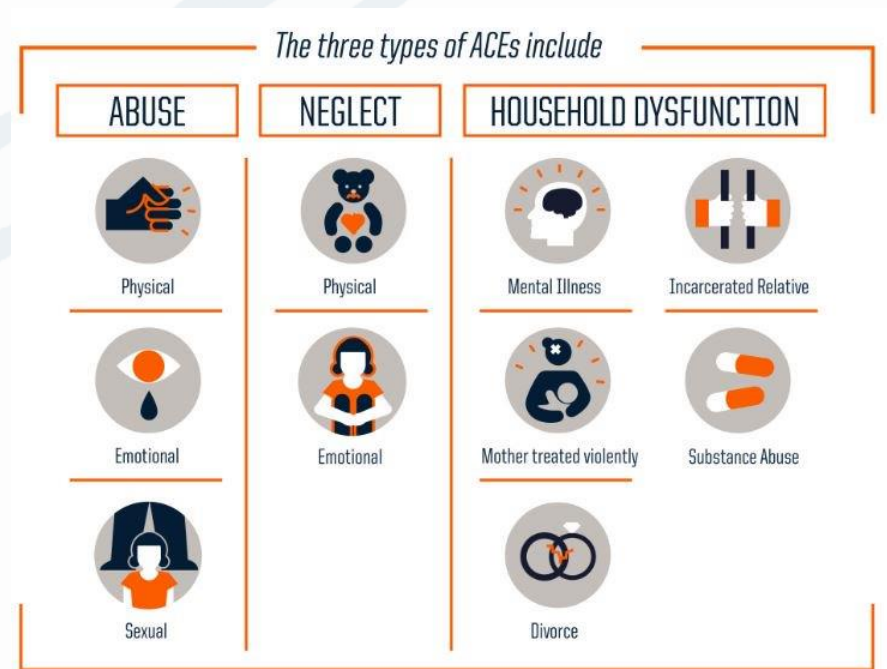 The three types of ACEs include
ABUSE
Physical
Emotional
Sexual
NEGLECT
Physical
Emotional
HOUSEHOLD DYSFUNCTION
Mental Illness
Incarcerated Relative
Mother treated violently
Substance Abuse
Divorce